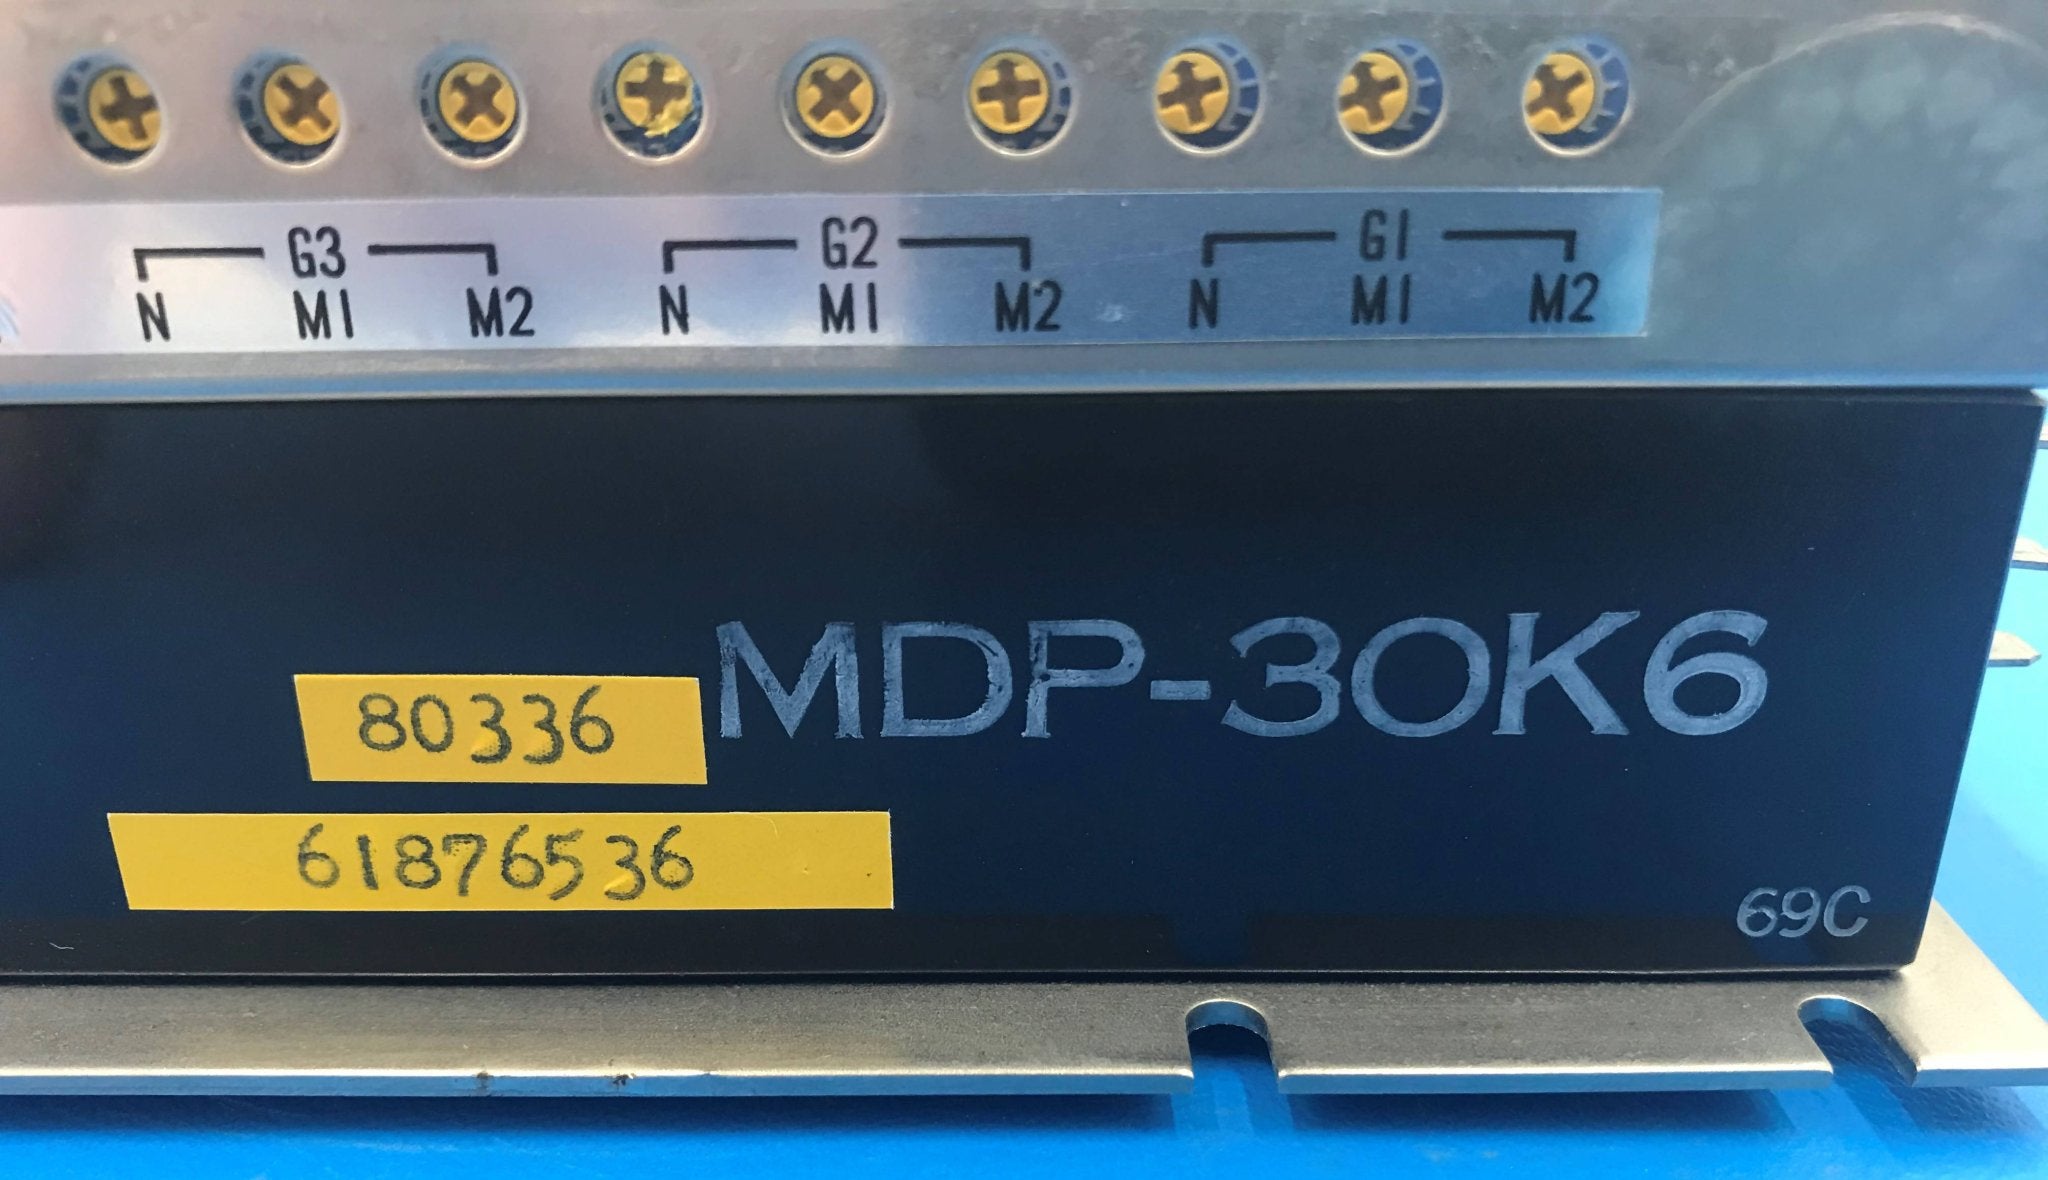 G3 G2 G1
N M1 M2 N M1 M2 N M1 M2
MDP-30K6
80336
61876536
69C